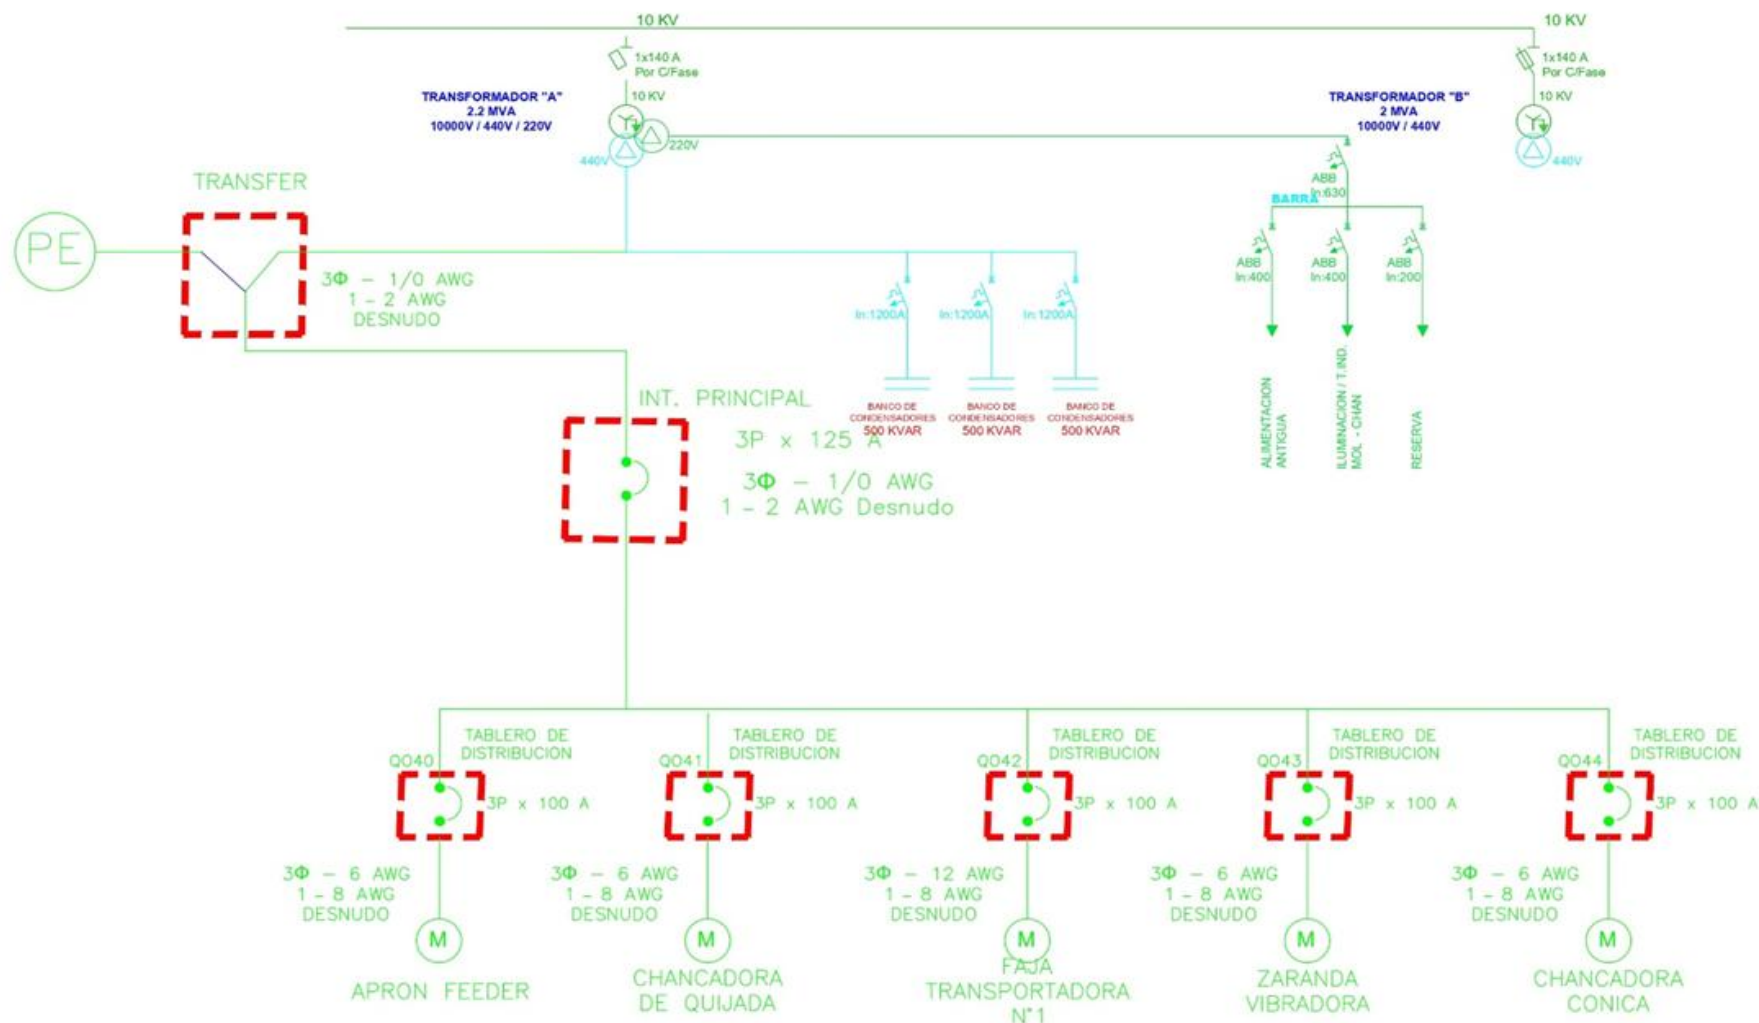 10 KV
10 KV
1x140 A
Por C/Fase
1x140 A
Por C/Fase
TRANSFORMADOR "A"
2.2 MVA
10000V / 440V / 220V
10 KV
TRANSFORMADOR "B"
2 MVA
10000V / 440V
10 KV
220V
440V
440V
TRANSFER
PE
3Φ - 1/0 AWG
1 - 2 AWG
DESNUDO
ABB
In:630
BARRA
ABB
In:400
ABB
In:400
ABB
In:200
In:1200A
In:1200A
In:1200A
BANCO DE
CONDENSADORES
500 KVAR
BANCO DE
CONDENSADORES
500 KVAR
BANCO DE
CONDENSADORES
500 KVAR
ALIMENTACION
ANTIGUA
ILUMINACION / T.IND.
MOL - CHAN
RESERVA
INT. PRINCIPAL
3P x 125 A
3Φ - 1/0 AWG
1 - 2 AWG Desnudo
TABLERO DE
DISTRIBUCION
QO40
3P x 100 A
3Φ - 6 AWG
1 - 8 AWG
DESNUDO
M
APRON FEEDER
TABLERO DE
DISTRIBUCION
QO41
3P x 100 A
3Φ - 6 AWG
1 - 8 AWG
DESNUDO
M
CHANCADORA
DE QUIJADA
TABLERO DE
DISTRIBUCION
QO42
3P x 100 A
3Φ - 12 AWG
1 - 8 AWG
DESNUDO
M
FAJA
TRANSPORTADORA
N°1
TABLERO DE
DISTRIBUCION
QO43
3P x 100 A
3Φ - 6 AWG
1 - 8 AWG
DESNUDO
M
ZARANDA
VIBRADORA
TABLERO DE
DISTRIBUCION
QO44
3P x 100 A
3Φ - 6 AWG
1 - 8 AWG
DESNUDO
M
CHANCADORA
CONICA